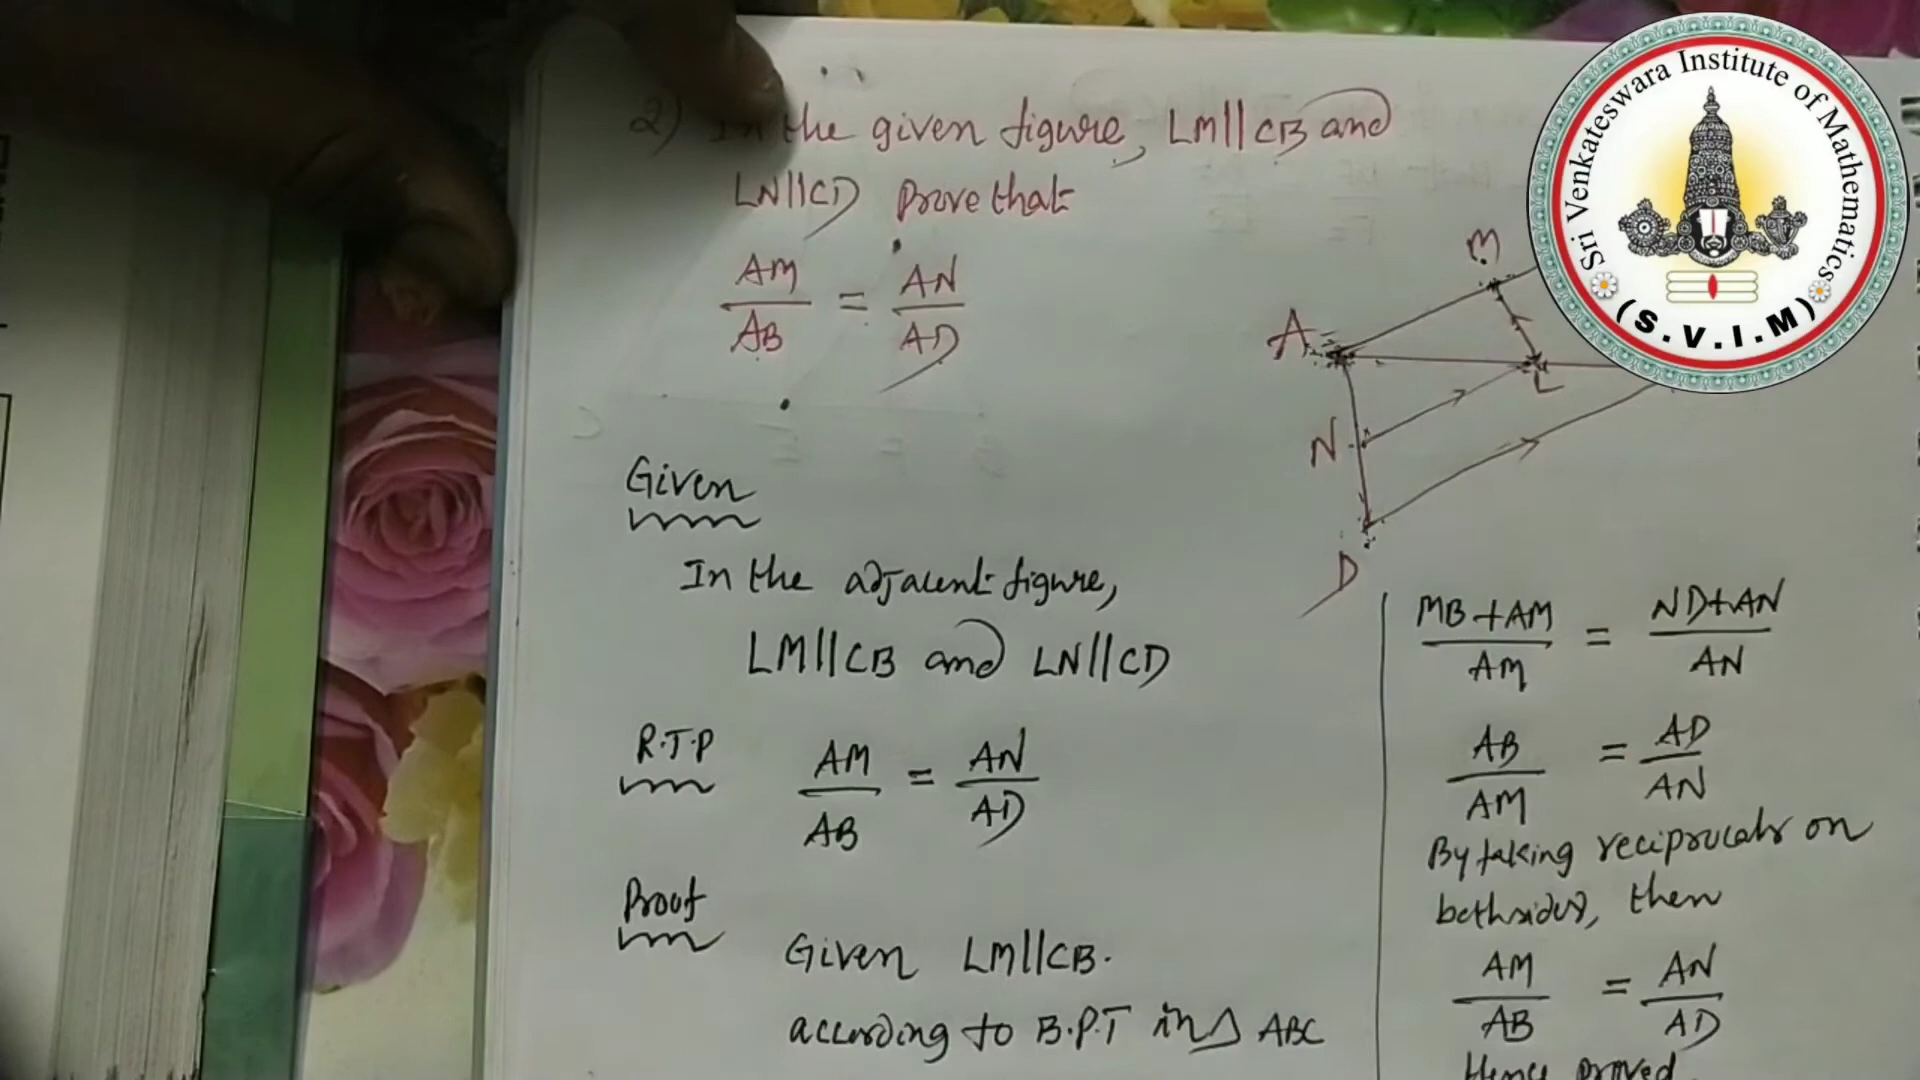 2) In the given figure, LM||CB and
LN||CD prove that
AM/AB = AN/AD
M
A
L
N
D
Given
In the adjacent figure,
LM||CB and LN||CD
R.T.P AM/AB = AN/AD
Proof
Given LM||CB.
according to B.P.T in △ ABC
MB+AM/AM = ND+AN/AN
AB/AM = AD/AN
By taking reciprocals on
bothsides, then
AM/AB = AN/AD
Hence proved
Sri Venkateswara Institute of Mathematics
(S.V.I.M)